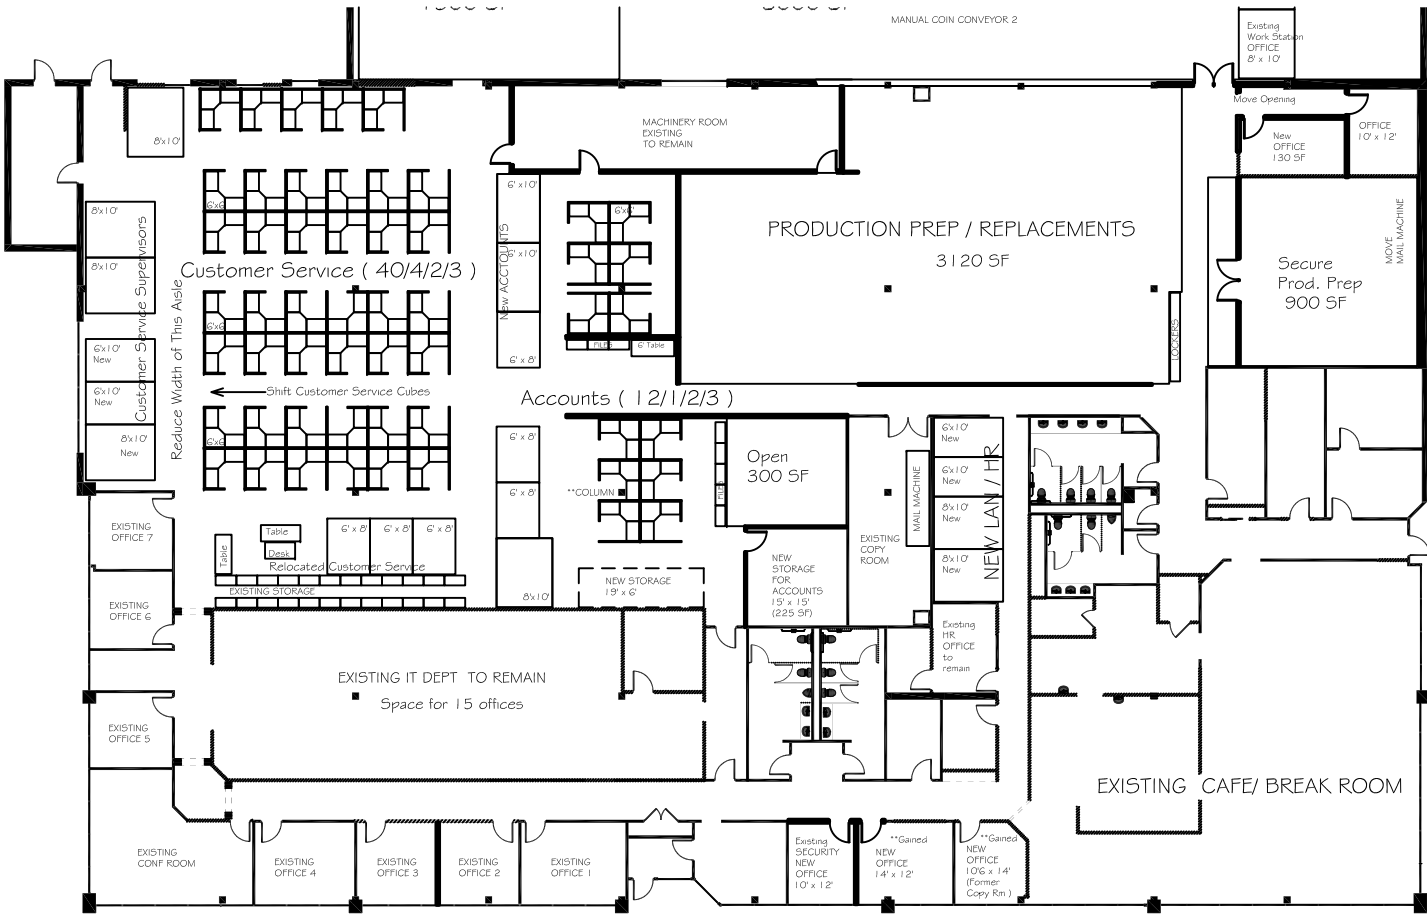 MANUAL COIN CONVEYOR 2
Existing
Work Station
OFFICE
8' x 10'
Move Opening
OFFICE
10' x 12'
New
OFFICE
130 SF
MACHINERY ROOM
EXISTING
TO REMAIN
8'x10'
6'x6'
6' x10'
6'x6'
8'x10'
8'x10'
Customer Service Supervisors
Customer Service ( 40/4/2/3 )
New ACCTOUNTS
6' x10'
6' x 8'
PRODUCTION PREP / REPLACEMENTS
3120 SF
MOVE
MAIL MACHINE
Secure
Prod. Prep
900 SF
LOCKERS
Reduce Width of This Aisle
6'x6'
6'x10'
New
6'x10'
New
8'x10'
New
FILES
6' Table
Shift Customer Service Cubes
Accounts ( 12/1/2/3 )
6'x6'
6' x 8'
6' x 8'
**COLUMN
FILES
Open
300 SF
MAIL MACHINE
6'x10'
New
6'x10'
New
8'x10'
New
8'x10'
New
NEW LAN / HR
EXISTING
COPY
ROOM
EXISTING
OFFICE 7
Table
Table
Desk
6' x 8'
6' x 8'
6' x 8'
Relocated Customer Service
EXISTING STORAGE
8'x10'
NEW STORAGE
19' x 6'
NEW
STORAGE
FOR
ACCOUNTS
15' x 15'
(225 SF)
EXISTING
OFFICE 6
Existing
HR
OFFICE
to
remain
EXISTING IT DEPT TO REMAIN
Space for 15 offices
EXISTING
OFFICE 5
EXISTING CAFE/ BREAK ROOM
EXISTING
CONF ROOM
EXISTING
OFFICE 4
EXISTING
OFFICE 3
EXISTING
OFFICE 2
EXISTING
OFFICE 1
Existing
SECURITY
NEW
OFFICE
10' x 12'
**Gained
NEW
OFFICE
14' x 12'
**Gained
NEW
OFFICE
10'6 x 14'
(Former
Copy Rm )